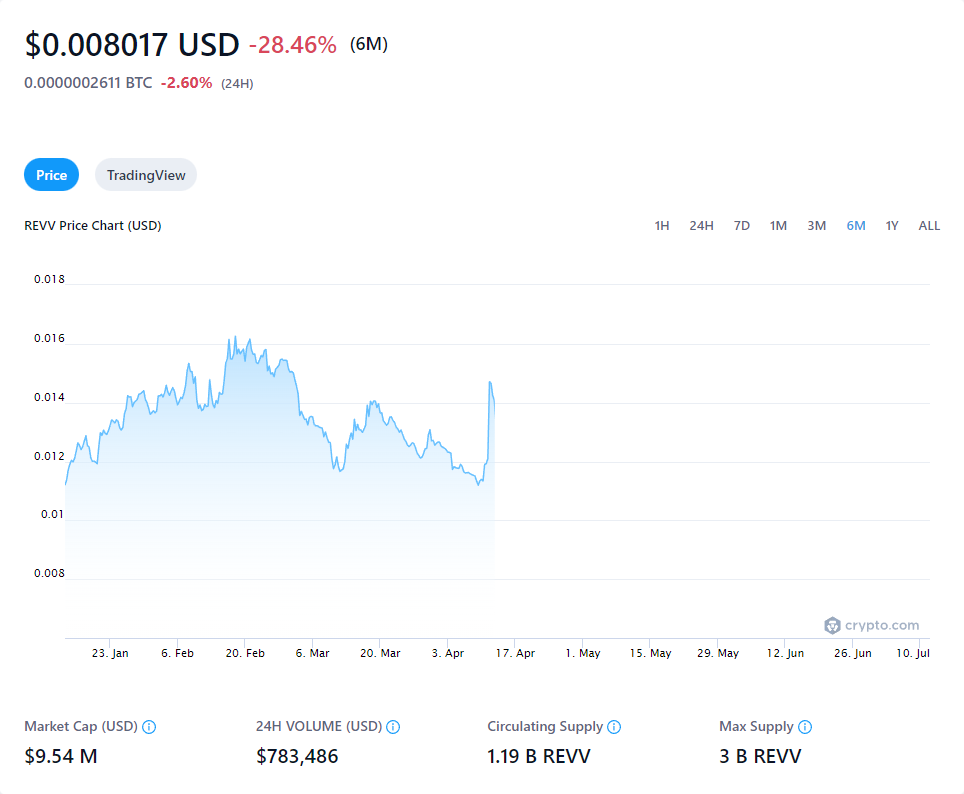 $0.008017 USD -28.46% (6M)
0.0000002611 BTC -2.60% (24H)
Price TradingView
REVV Price Chart (USD) 1H 24H 7D 1M 3M 6M 1Y ALL
0.018
0.016
0.014
0.012
0.01
0.008
crypto.com
23. Jan 6. Feb 20. Feb 6. Mar 20. Mar 3. Apr 17. Apr 1. May 15. May 29. May 12. Jun 26. Jun 10. Jul
Market Cap (USD) 24H VOLUME (USD) Circulating Supply Max Supply
$9.54 M $783,486 1.19 B REVV 3 B REVV